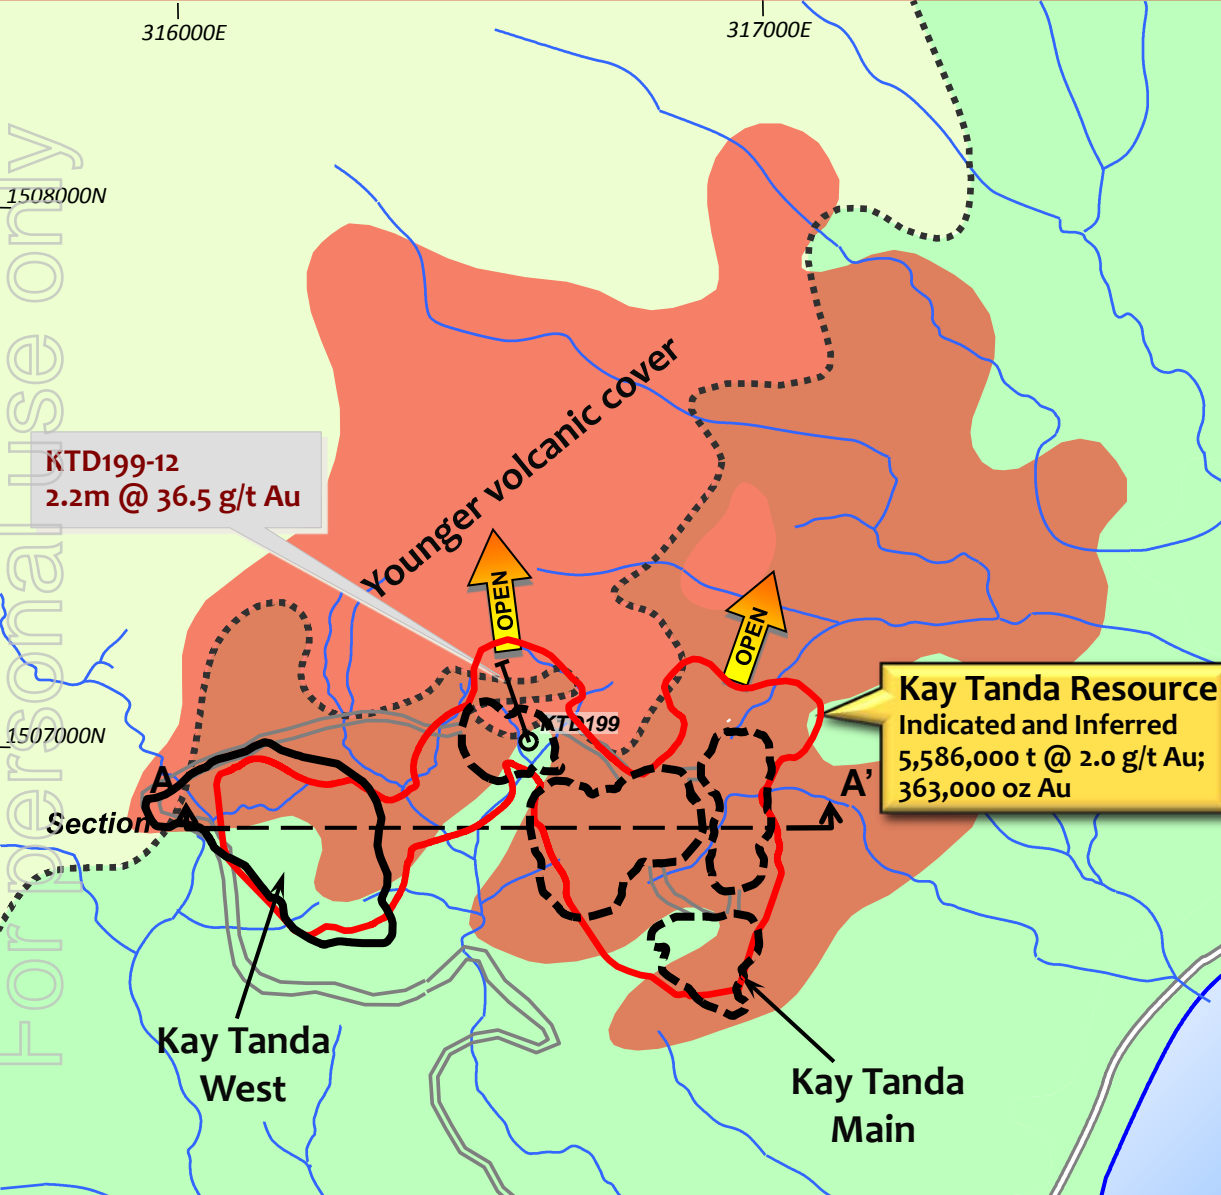 316000E
317000E
1508000N
For personal use only
Younger volcanic cover
KTD199-12
2.2m @ 36.5 g/t Au
OPEN
OPEN
Kay Tanda Resource
Indicated and Inferred
5,586,000 t @ 2.0 g/t Au;
363,000 oz Au
KTD199
1507000N
A
A'
Section
Kay Tanda
West
Kay Tanda
Main